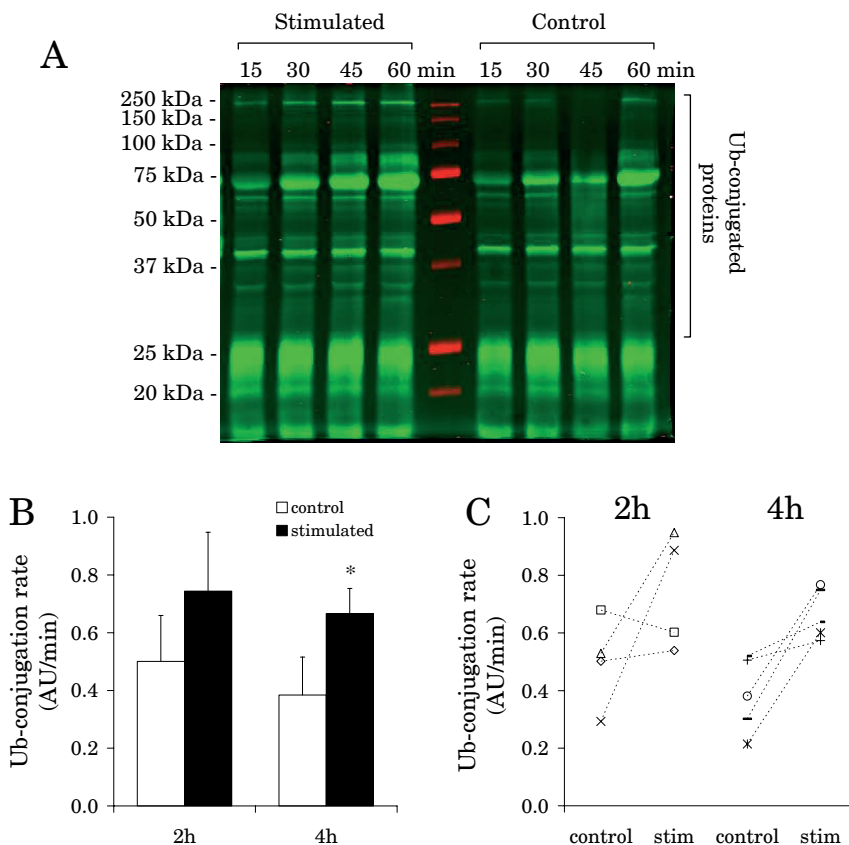 A
Stimulated Control
15 30 45 60 min 15 30 45 60 min
250 kDa -
150 kDa -
100 kDa -
75 kDa -
50 kDa -
37 kDa -
25 kDa -
20 kDa -
Ub-conjugated
proteins
B
control
stimulated
Ub-conjugation rate
(AU/min)
1.0
0.8
0.6
0.4
0.2
0.0
*
2h 4h
C
2h 4h
Ub-conjugation rate
(AU/min)
1.0
0.8
0.6
0.4
0.2
0.0
control stim control stim